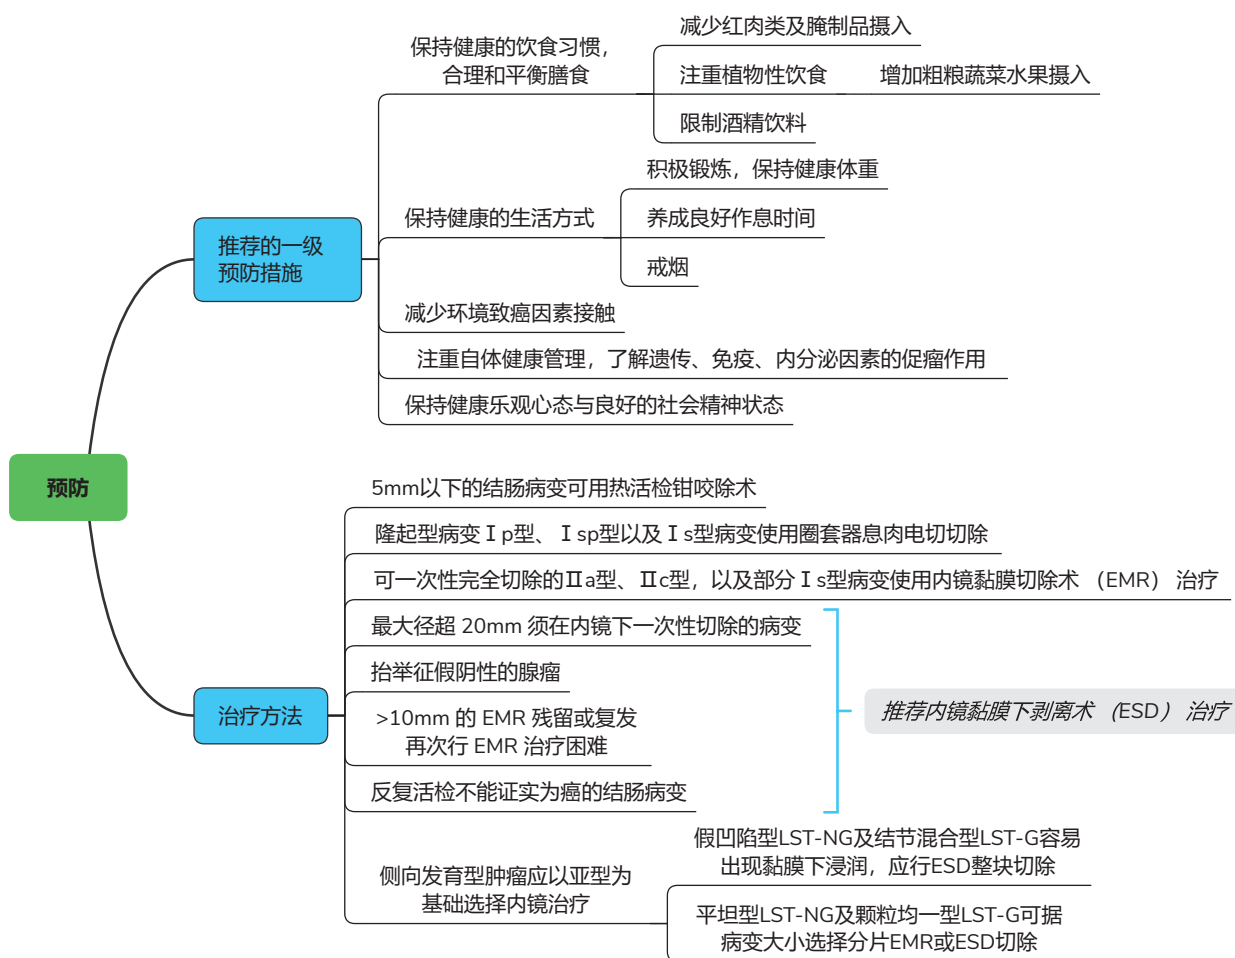 预防
推荐的一级
预防措施
保持健康的饮食习惯，
合理和平衡膳食
减少红肉类及腌制品摄入
注重植物性饮食
增加粗粮蔬菜水果摄入
限制酒精饮料
保持健康的生活方式
积极锻炼，保持健康体重
养成良好作息时间
戒烟
减少环境致癌因素接触
注重自体健康管理，了解遗传、免疫、内分泌因素的促瘤作用
保持健康乐观心态与良好的社会精神状态
治疗方法
5mm以下的结肠病变可用热活检钳咬除术
隆起型病变Ⅰp型、Ⅰsp型以及Ⅰs型病变使用圈套器息肉电切切除
可一次性完全切除的Ⅱa型、Ⅱc型，以及部分Ⅰs型病变使用内镜黏膜切除术 （EMR） 治疗
最大径超 20mm 须在内镜下一次性切除的病变
抬举征假阴性的腺瘤
>10mm 的 EMR 残留或复发
再次行 EMR 治疗困难
反复活检不能证实为癌的结肠病变
推荐内镜黏膜下剥离术 （ESD） 治疗
侧向发育型肿瘤应以亚型为
基础选择内镜治疗
假凹陷型LST-NG及结节混合型LST-G容易
出现黏膜下浸润，应行ESD整块切除
平坦型LST-NG及颗粒均一型LST-G可据
病变大小选择分片EMR或ESD切除